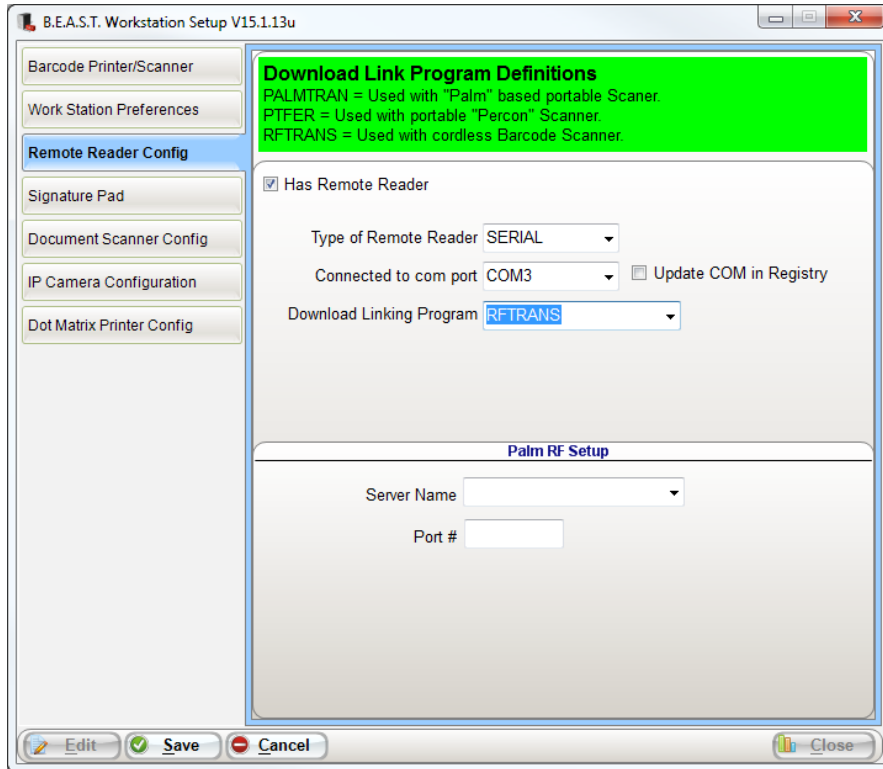 B.E.A.S.T. Workstation Setup V15.1.13u
Barcode Printer/Scanner
Work Station Preferences
Remote Reader Config
Signature Pad
Document Scanner Config
IP Camera Configuration
Dot Matrix Printer Config
Download Link Program Definitions
PALMTRAN = Used with "Palm" based portable Scaner.
PTFER = Used with portable "Percon" Scanner.
RFTRANS = Used with cordless Barcode Scanner.
Has Remote Reader
Type of Remote Reader SERIAL
Connected to com port COM3 Update COM in Registry
Download Linking Program RFTRANS
Palm RF Setup
Server Name
Port #
Edit Save Cancel Close